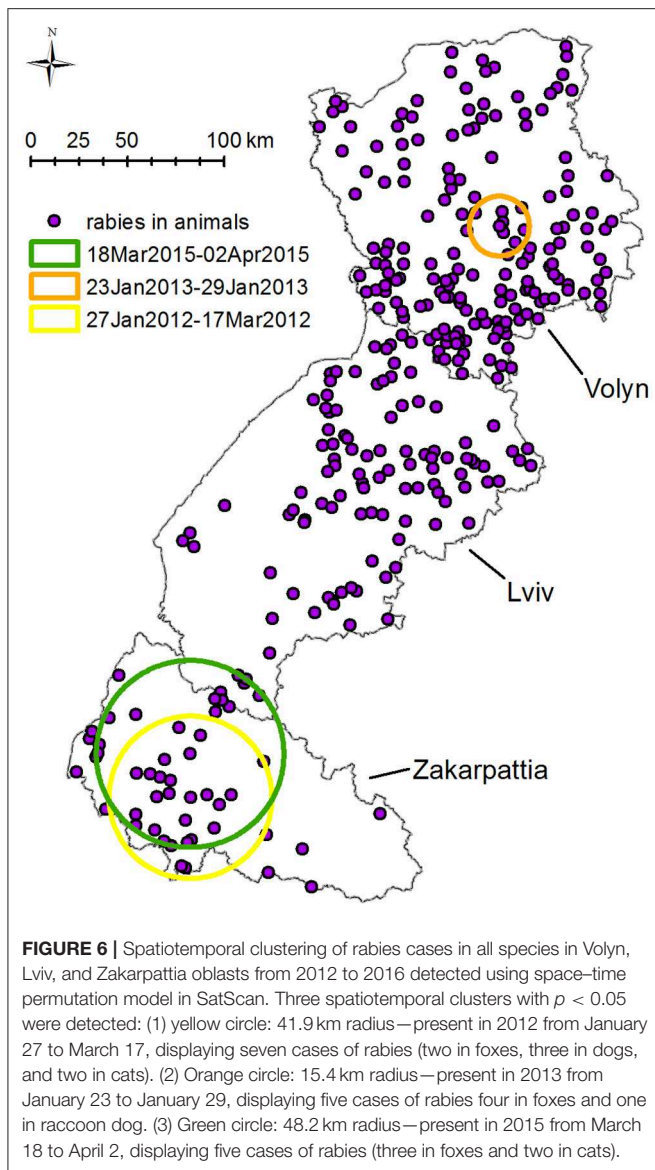 N
0 25 50 100 km
rabies in animals
18Mar2015-02Apr2015
23Jan2013-29Jan2013
27Jan2012-17Mar2012
Volyn
Lviv
Zakarpattia
FIGURE 6 | Spatiotemporal clustering of rabies cases in all species in Volyn,
Lviv, and Zakarpattia oblasts from 2012 to 2016 detected using space–time
permutation model in SatScan. Three spatiotemporal clusters with p < 0.05
were detected: (1) yellow circle: 41.9 km radius—present in 2012 from January
27 to March 17, displaying seven cases of rabies (two in foxes, three in dogs,
and two in cats). (2) Orange circle: 15.4 km radius—present in 2013 from
January 23 to January 29, displaying five cases of rabies four in foxes and one
in raccoon dog. (3) Green circle: 48.2 km radius—present in 2015 from March
18 to April 2, displaying five cases of rabies (three in foxes and two in cats).